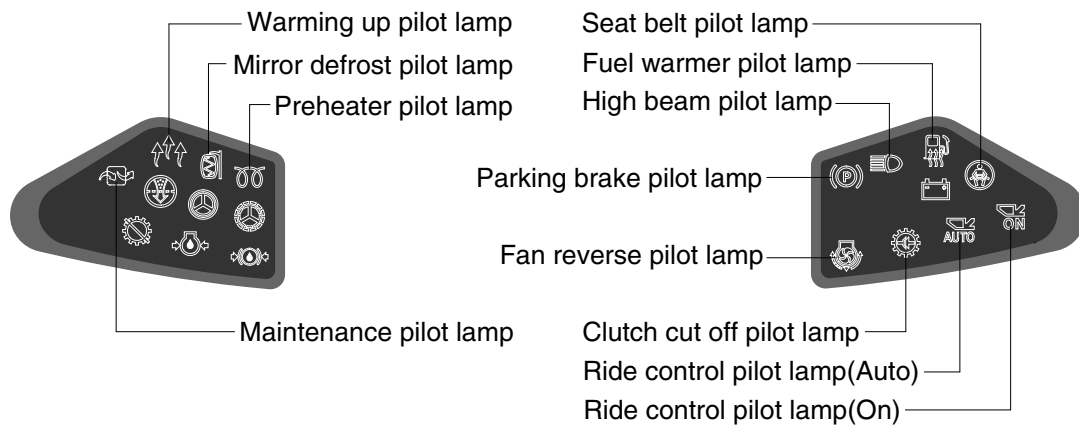 Warming up pilot lamp
Mirror defrost pilot lamp
Preheater pilot lamp
Maintenance pilot lamp
Seat belt pilot lamp
Fuel warmer pilot lamp
High beam pilot lamp
Parking brake pilot lamp
Fan reverse pilot lamp
Clutch cut off pilot lamp
Ride control pilot lamp(Auto)
Ride control pilot lamp(On)
P
AUTO
ON